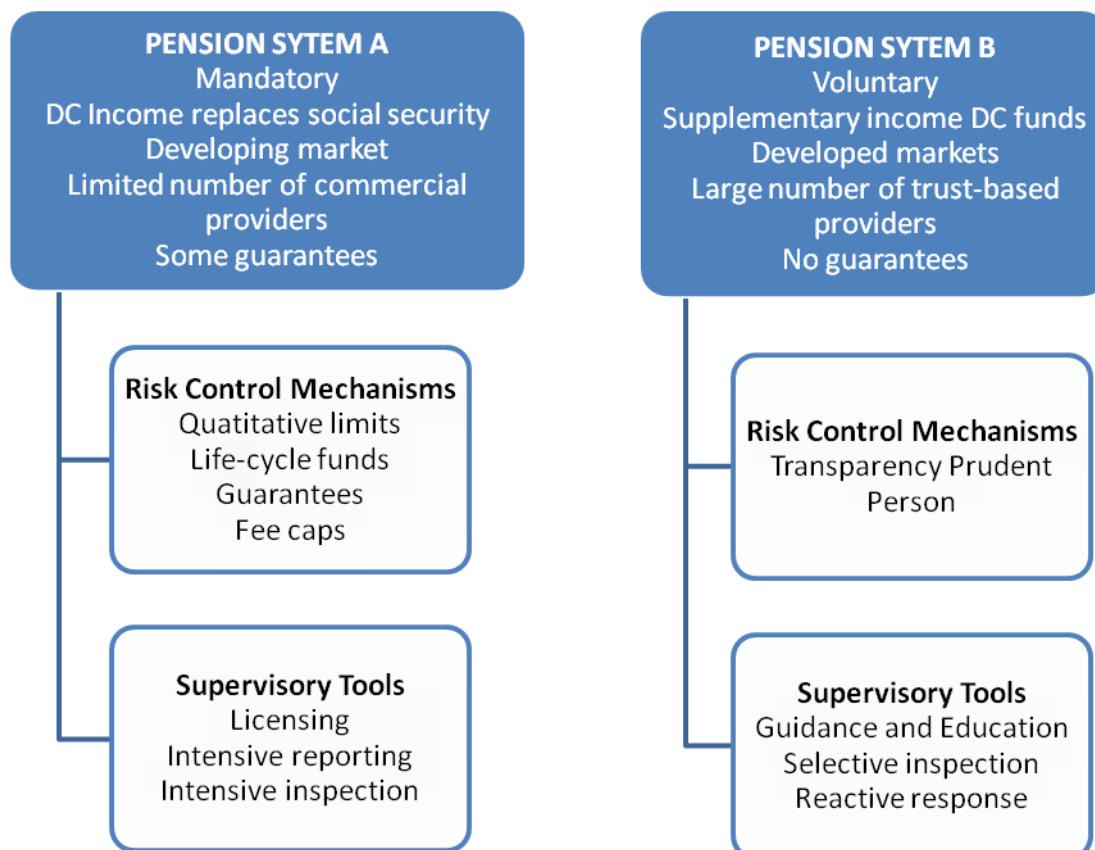 PENSION SYTEM A
Mandatory
DC Income replaces social security
Developing market
Limited number of commercial
providers
Some guarantees
Risk Control Mechanisms
Quatitative limits
Life-cycle funds
Guarantees
Fee caps
Supervisory Tools
Licensing
Intensive reporting
Intensive inspection
PENSION SYTEM B
Voluntary
Supplementary income DC funds
Developed markets
Large number of trust-based
providers
No guarantees
Risk Control Mechanisms
Transparency Prudent
Person
Supervisory Tools
Guidance and Education
Selective inspection
Reactive response